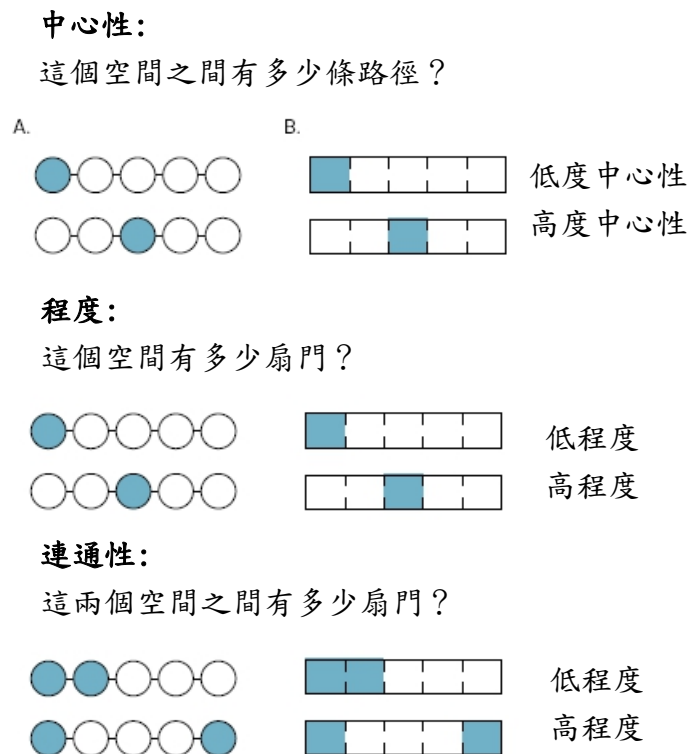 中心性：
這個空間之間有多少條路徑？
A.
B.
低度中心性
高度中心性
程度：
這個空間有多少扇門？
低程度
高程度
連通性：
這兩個空間之間有多少扇門？
低程度
高程度